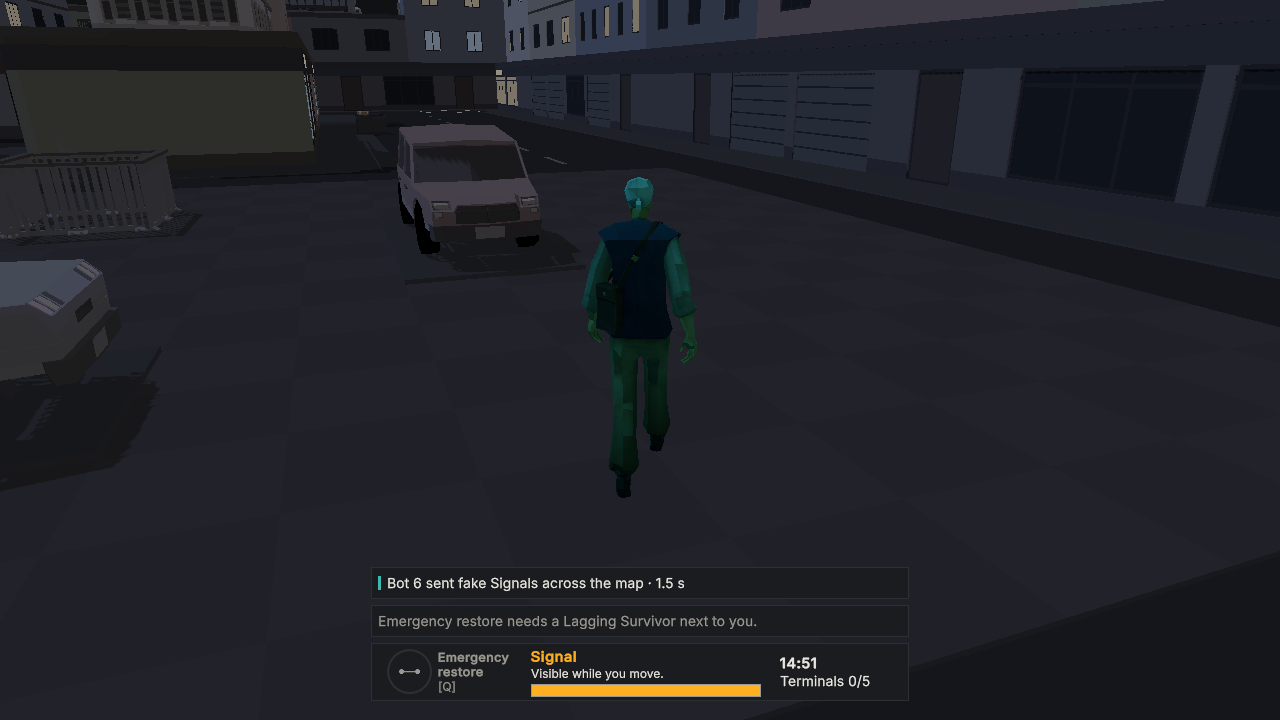 Bot 6 sent fake Signals across the map · 1.5 s
Emergency restore needs a Lagging Survivor next to you.
Emergency
restore
[Q]
Signal
Visible while you move.
14:51
Terminals 0/5